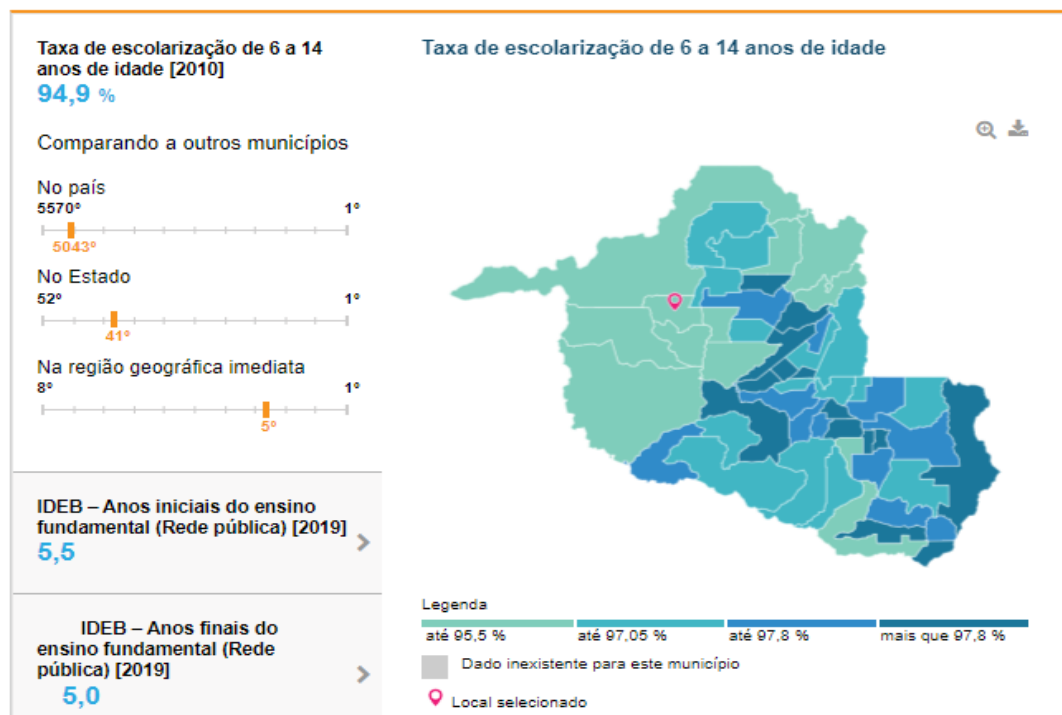 Taxa de escolarização de 6 a 14
anos de idade [2010]
94,9 %
Comparando a outros municípios
No país
5570º 1º
5043º
No Estado
52º 1º
41º
Na região geográfica imediata
8º 1º
5º
IDEB – Anos iniciais do ensino
fundamental (Rede pública) [2019]
5,5
IDEB – Anos finais do
ensino fundamental (Rede
pública) [2019]
5,0
Taxa de escolarização de 6 a 14 anos de idade
Legenda
até 95,5 % até 97,05 % até 97,8 % mais que 97,8 %
Dado inexistente para este município
Local selecionado